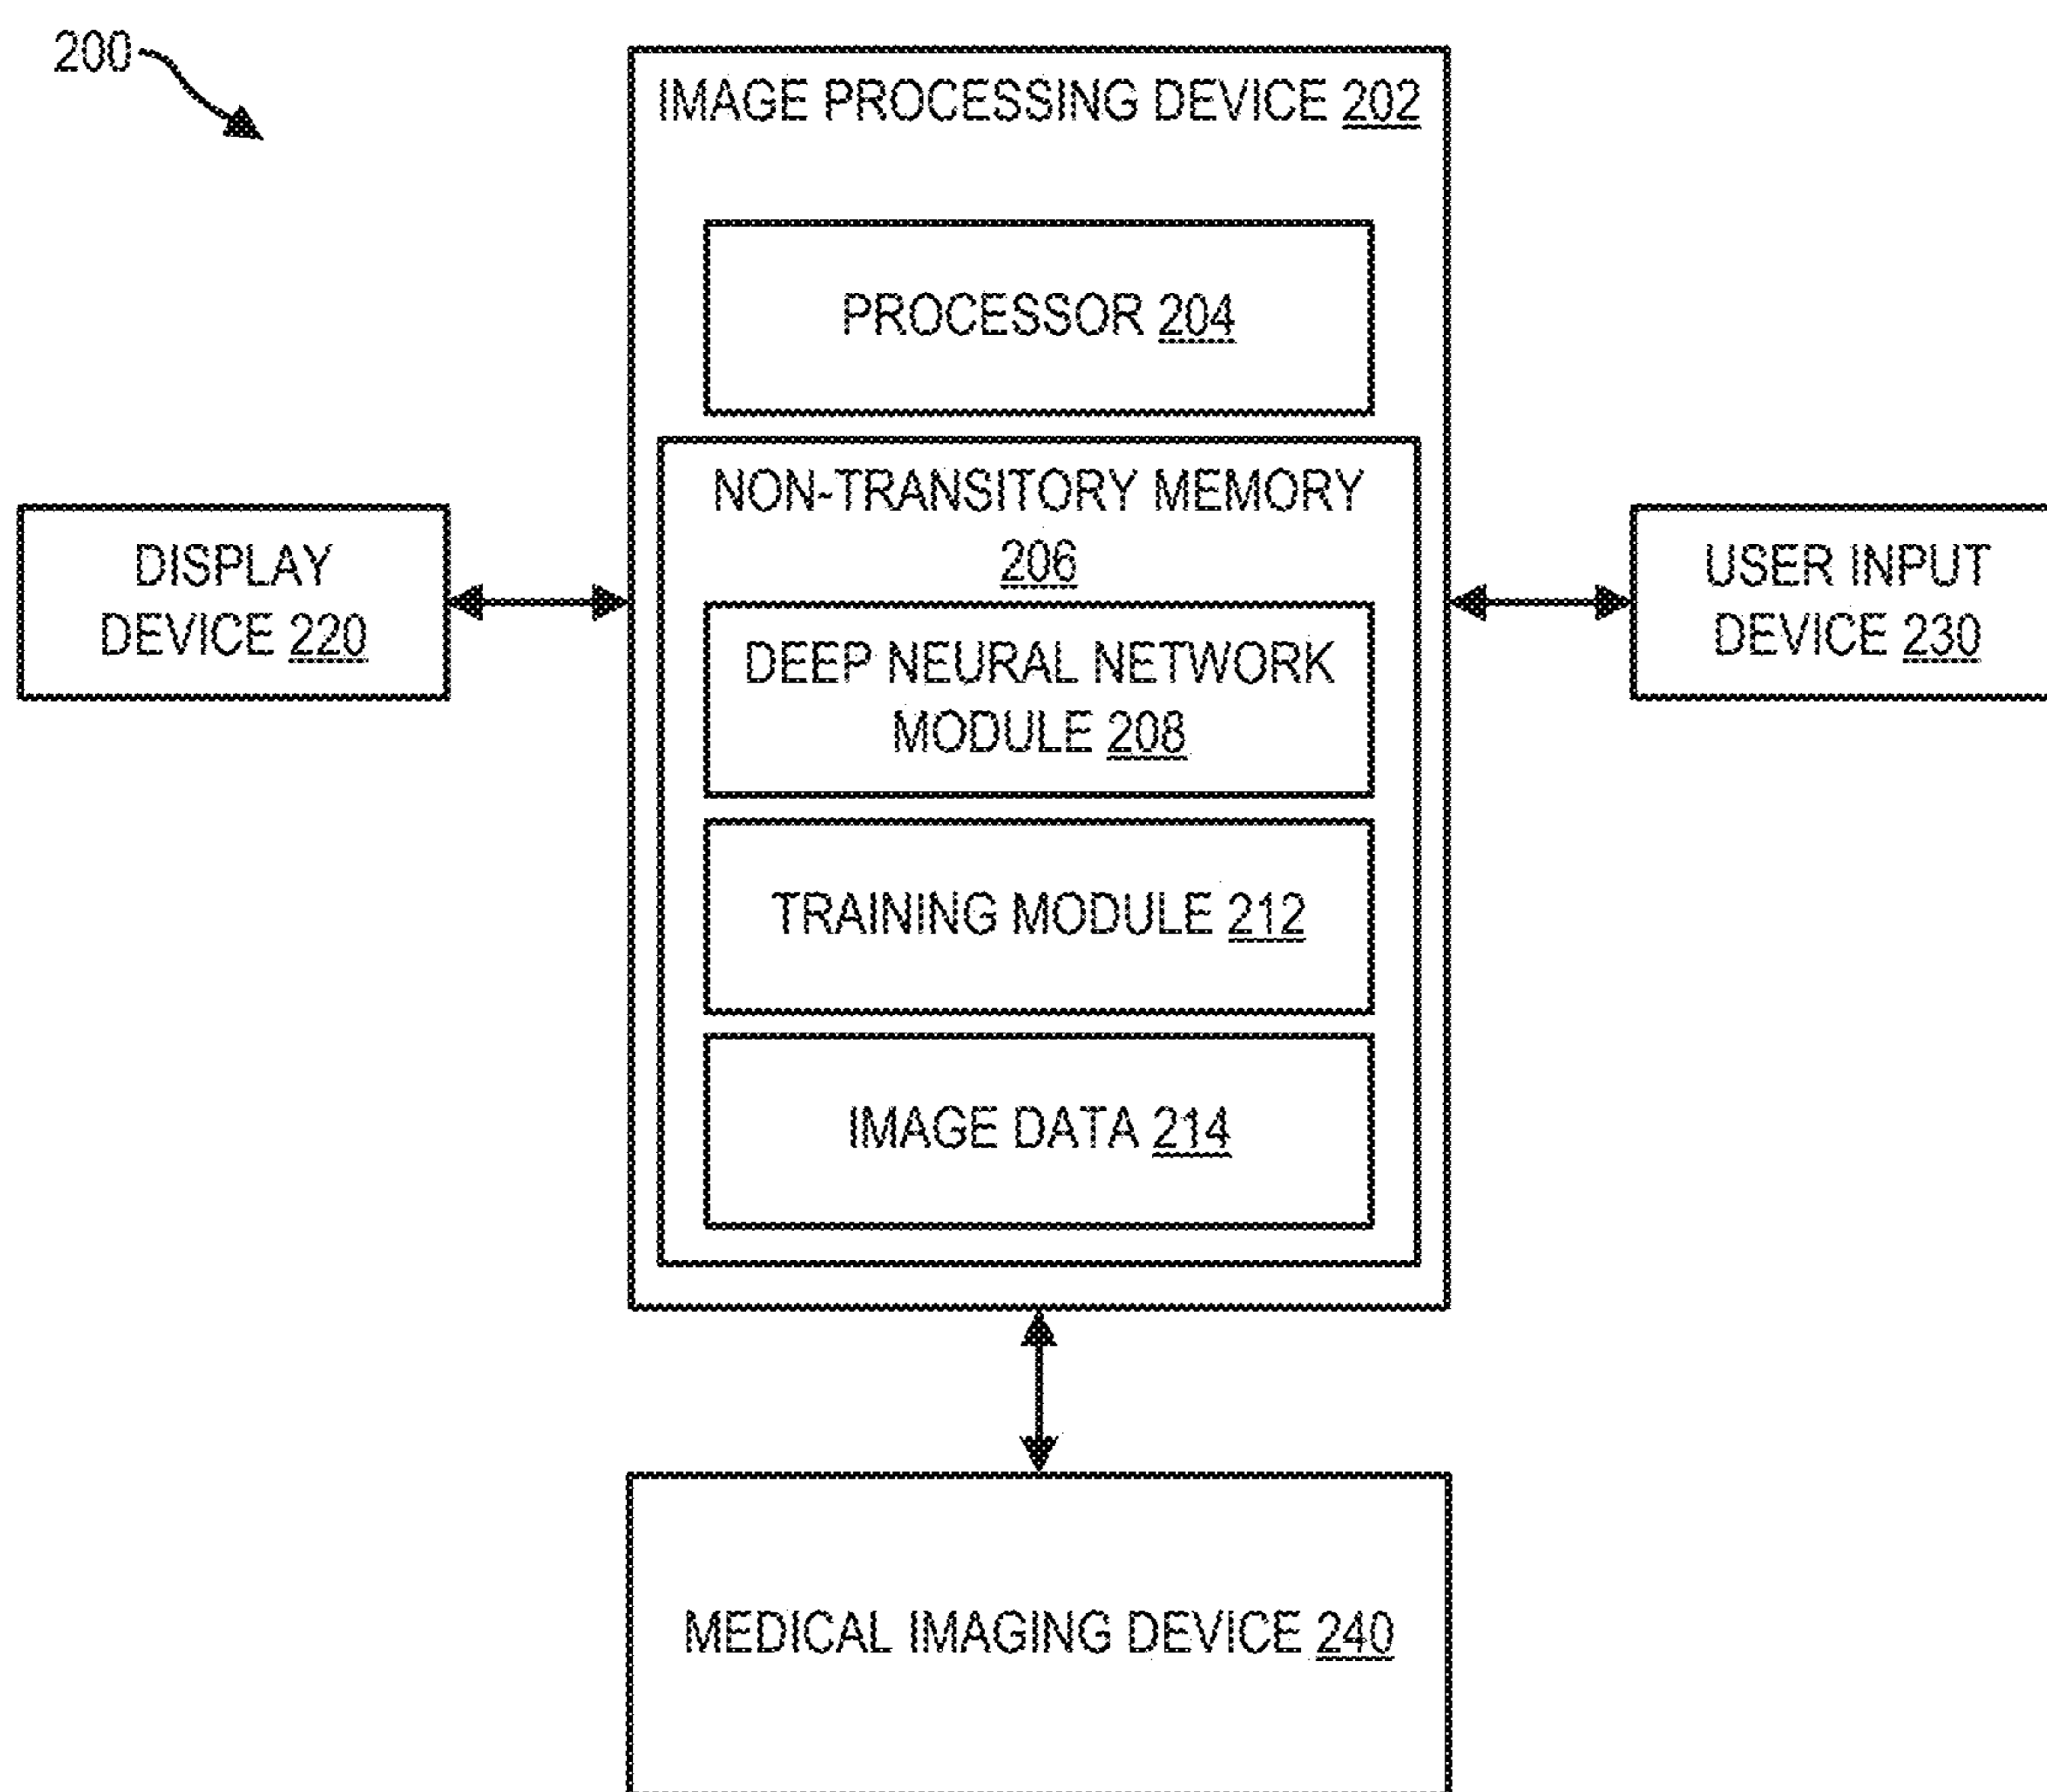 200
IMAGE PROCESSING DEVICE 202
PROCESSOR 204
NON-TRANSITORY MEMORY
206
DISPLAY
DEVICE 220
DEEP NEURAL NETWORK
MODULE 208
USER INPUT
DEVICE 230
TRAINING MODULE 212
IMAGE DATA 214
MEDICAL IMAGING DEVICE 240